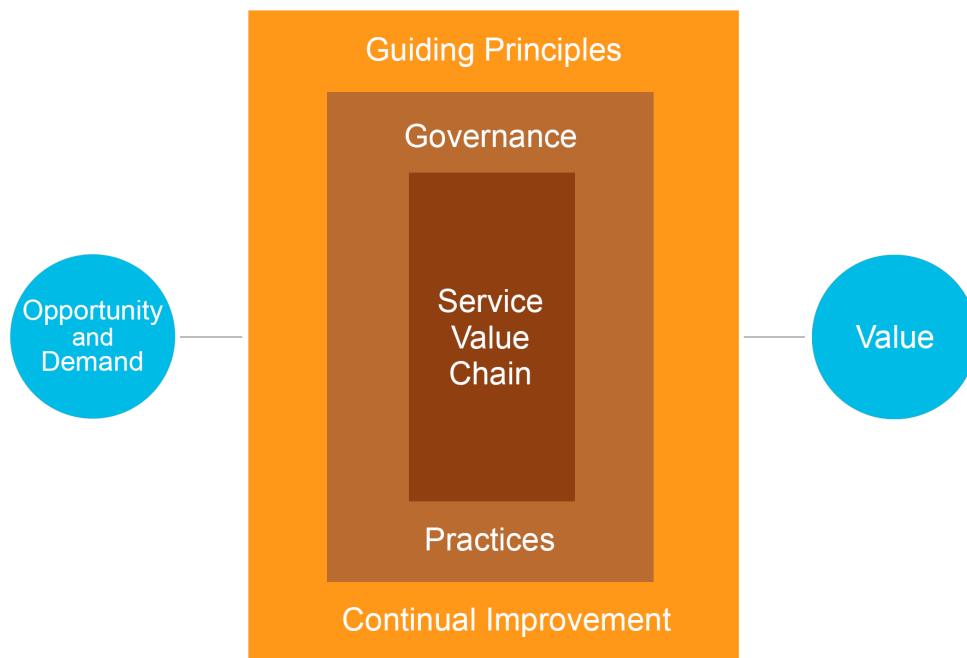 Guiding Principles
Governance
Opportunity
and
Demand
Service
Value
Chain
Value
Practices
Continual Improvement